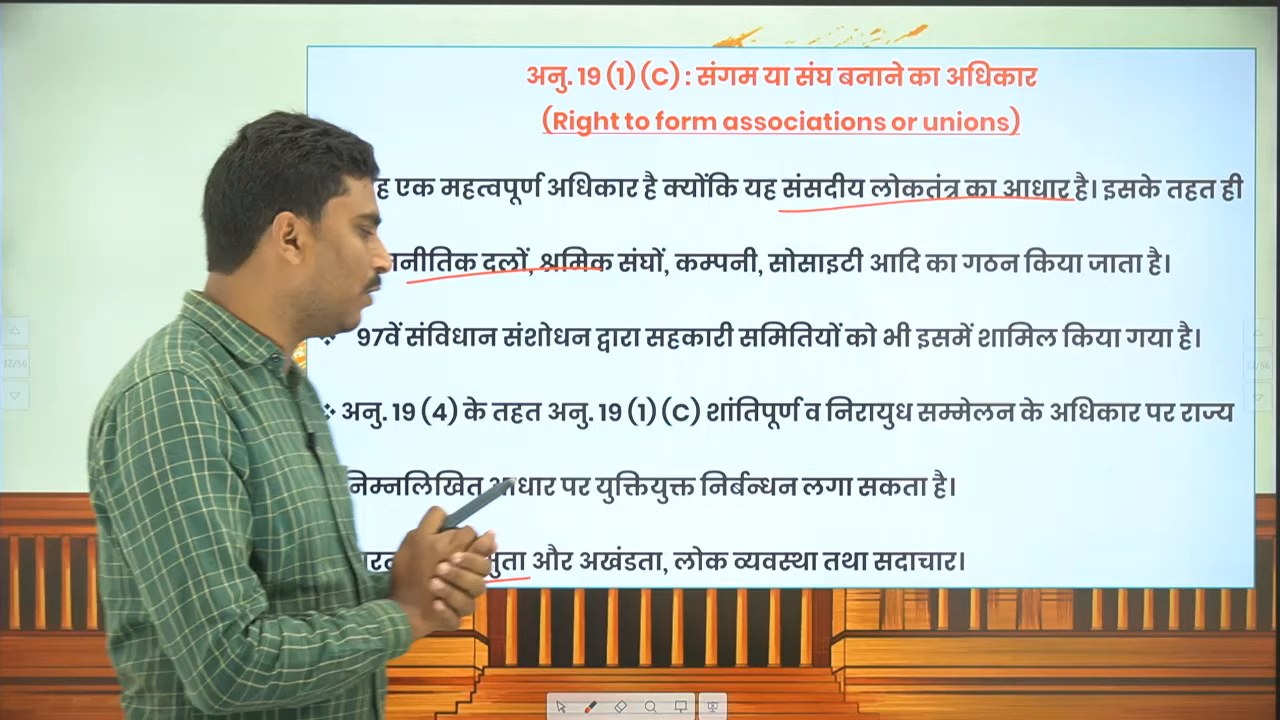 अनु. 19 (1) (C) : संगम या संघ बनाने का अधिकार
(Right to form associations or unions)
एक महत्वपूर्ण अधिकार है क्योंकि यह संसदीय लोकतंत्र का आधार है। इसके तहत ही
दलों, श्रमिक संघों, कम्पनी, सोसाइटी आदि का गठन किया जाता है।
97वें संविधान संशोधन द्वारा सहकारी समितियों को भी इसमें शामिल किया गया है।
अनु. 19 (4) के तहत अनु. 19 (1) (C) शांतिपूर्ण व निरायुध सम्मेलन के अधिकार पर राज्य
निम्नलिखित आधार पर युक्तियुक्त निर्बन्धन लगा सकता है।
और अखंडता, लोक व्यवस्था तथा सदाचार।